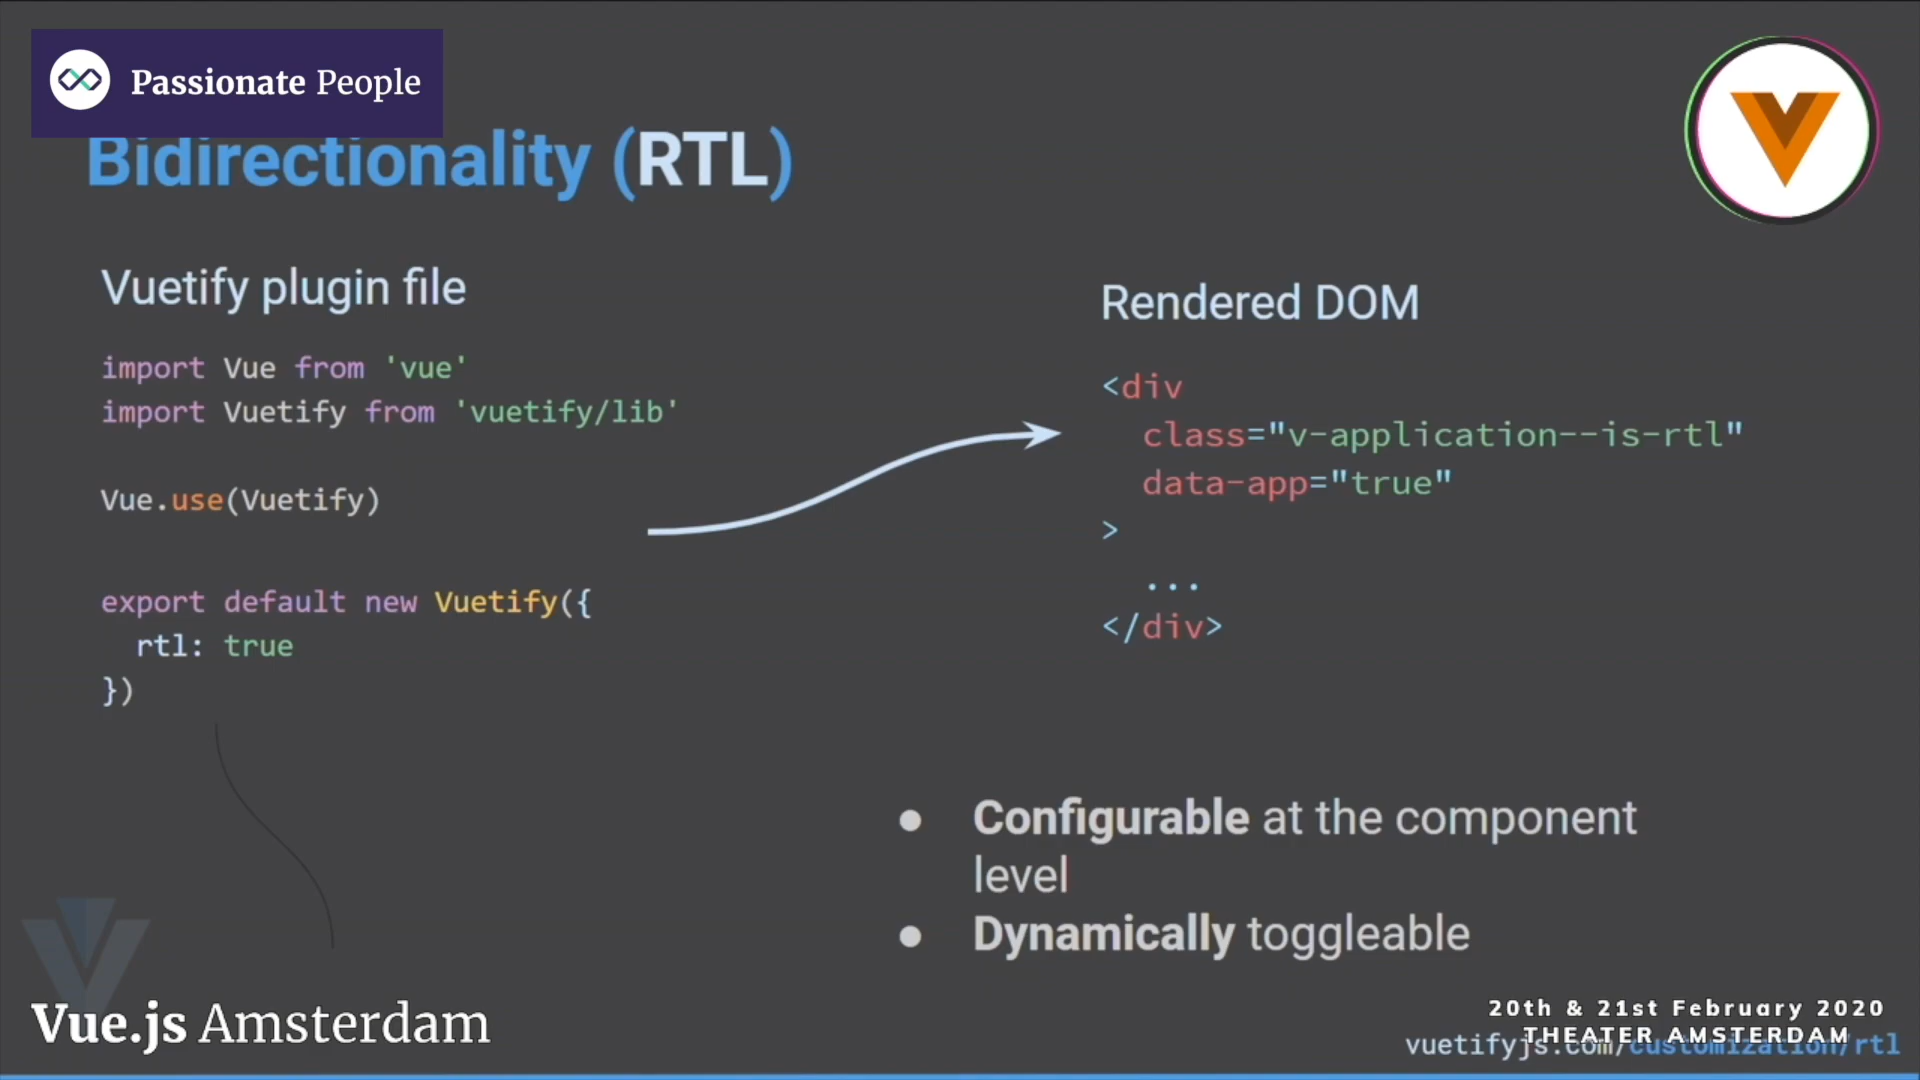 Passionate People
Bidirectionality (RTL)
Vuetify plugin file
import Vue from 'vue'
import Vuetify from 'vuetify/lib'
Vue.use(Vuetify)
export default new Vuetify({
rtl: true
})
Rendered DOM
<div
class="v-application--is-rtl"
data-app="true"
>
...
</div>
● Configurable at the component
level
● Dynamically toggleable
Vue.js Amsterdam
20th & 21st February 2020
THEATER AMSTERDAM
vuetifyjs.com/customization/rtl